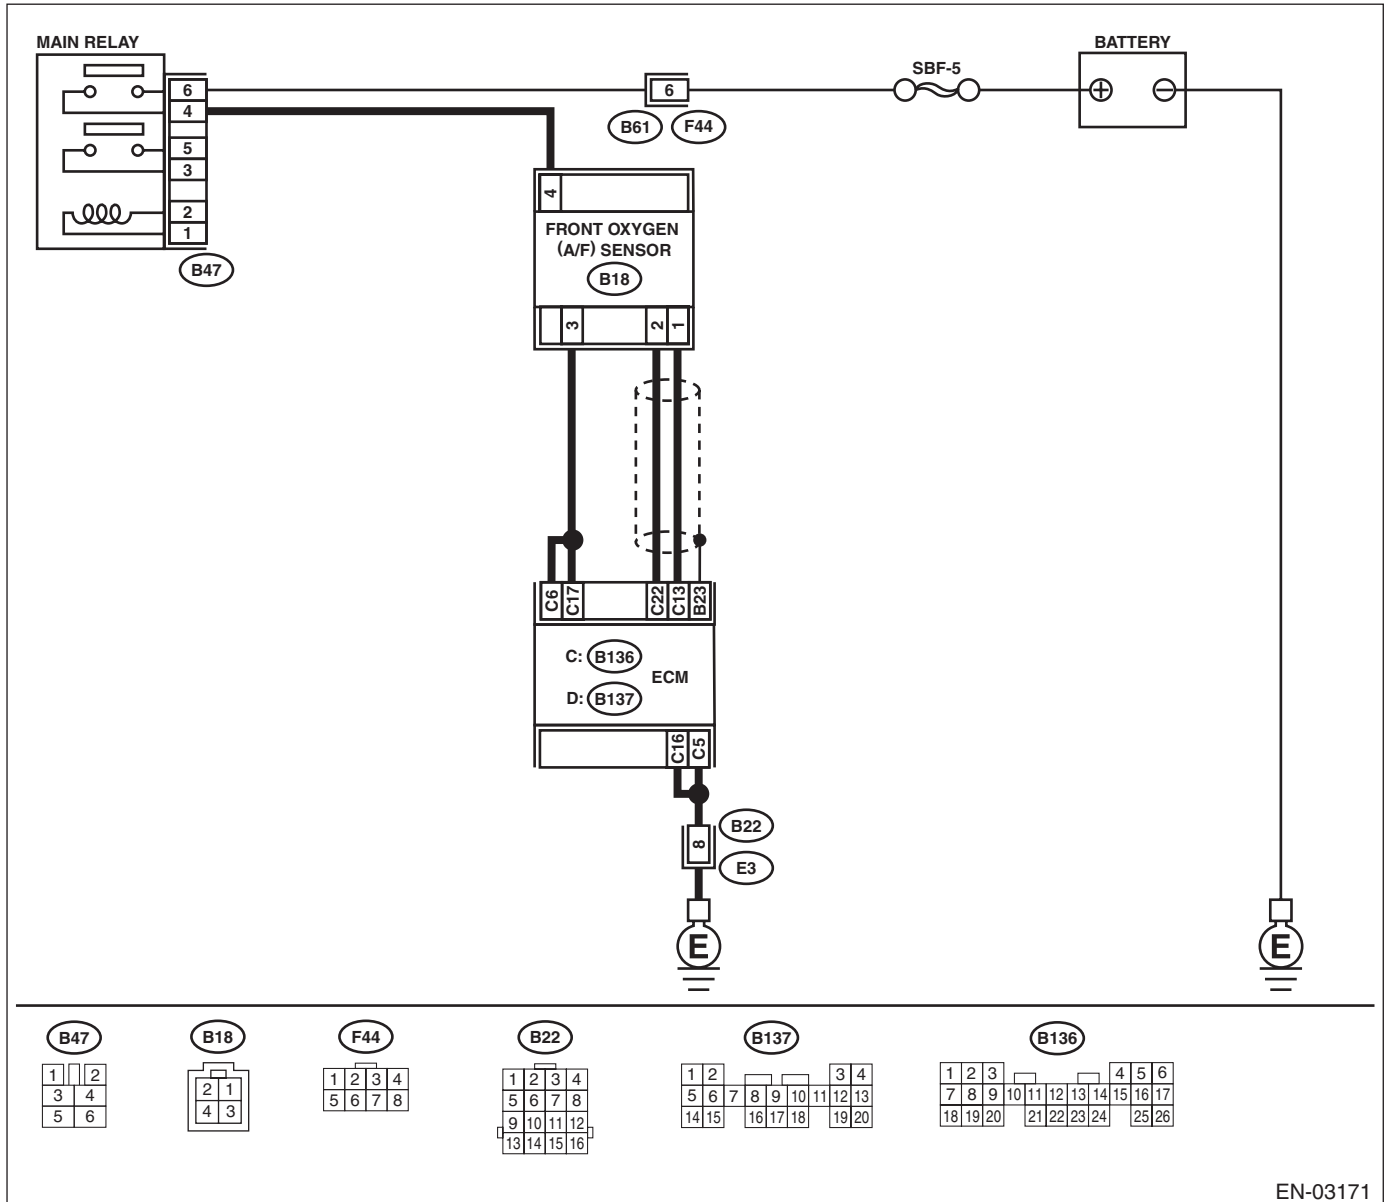 MAIN RELAY
BATTERY
SBF-5
6
6
4
5
3
2
1
B47
B61
F44
4
FRONT OXYGEN
(A/F) SENSOR
B18
3
2
1
C6
C17
C22
C13
B23
C: B136
ECM
D: B137
C16
C5
8
B22
E3
E
E
B47
1 2
3 4
5 6
B18
2 1
4 3
F44
1 2 3 4
5 6 7 8
B22
1 2 3 4
5 6 7 8
9 10 11 12
13 14 15 16
B137
1 2 3 4
5 6 7 8 9 10 11 12 13
14 15 16 17 18 19 20
B136
1 2 3 4 5 6
7 8 9 10 11 12 13 14 15 16 17
18 19 20 21 22 23 24 25 26
EN-03171